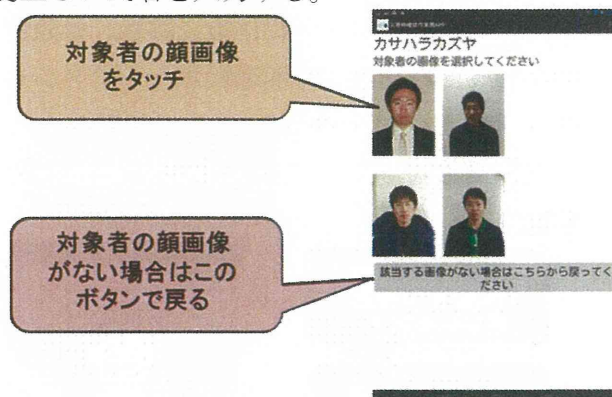 対象者の顔画像
をタッチ
カサハラカズヤ
対象者の画像を選択してください
対象者の顔画像
がない場合はこの
ボタンで戻る
該当する画像がない場合はこちらから戻ってく
ださい